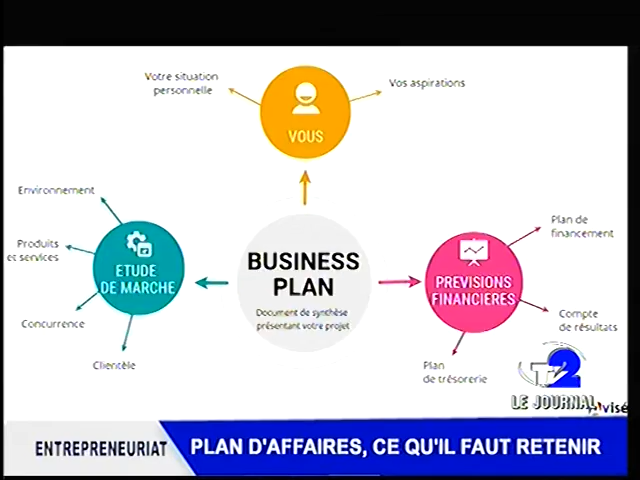 Votre situation
personnelle
Vos aspirations
VOUS
Environnement
Produits
et services
ETUDE
DE MARCHE
Concurrence
Clientèle
BUSINESS
PLAN
Document de synthèse
présentant votre projet
Plan de
financement
PREVISIONS
FINANCIERES
Compte
de résultats
Plan
de trésorerie
TV2
LE JOURNAL
ENTREPRENEURIAT
PLAN D'AFFAIRES, CE QU'IL FAUT RETENIR